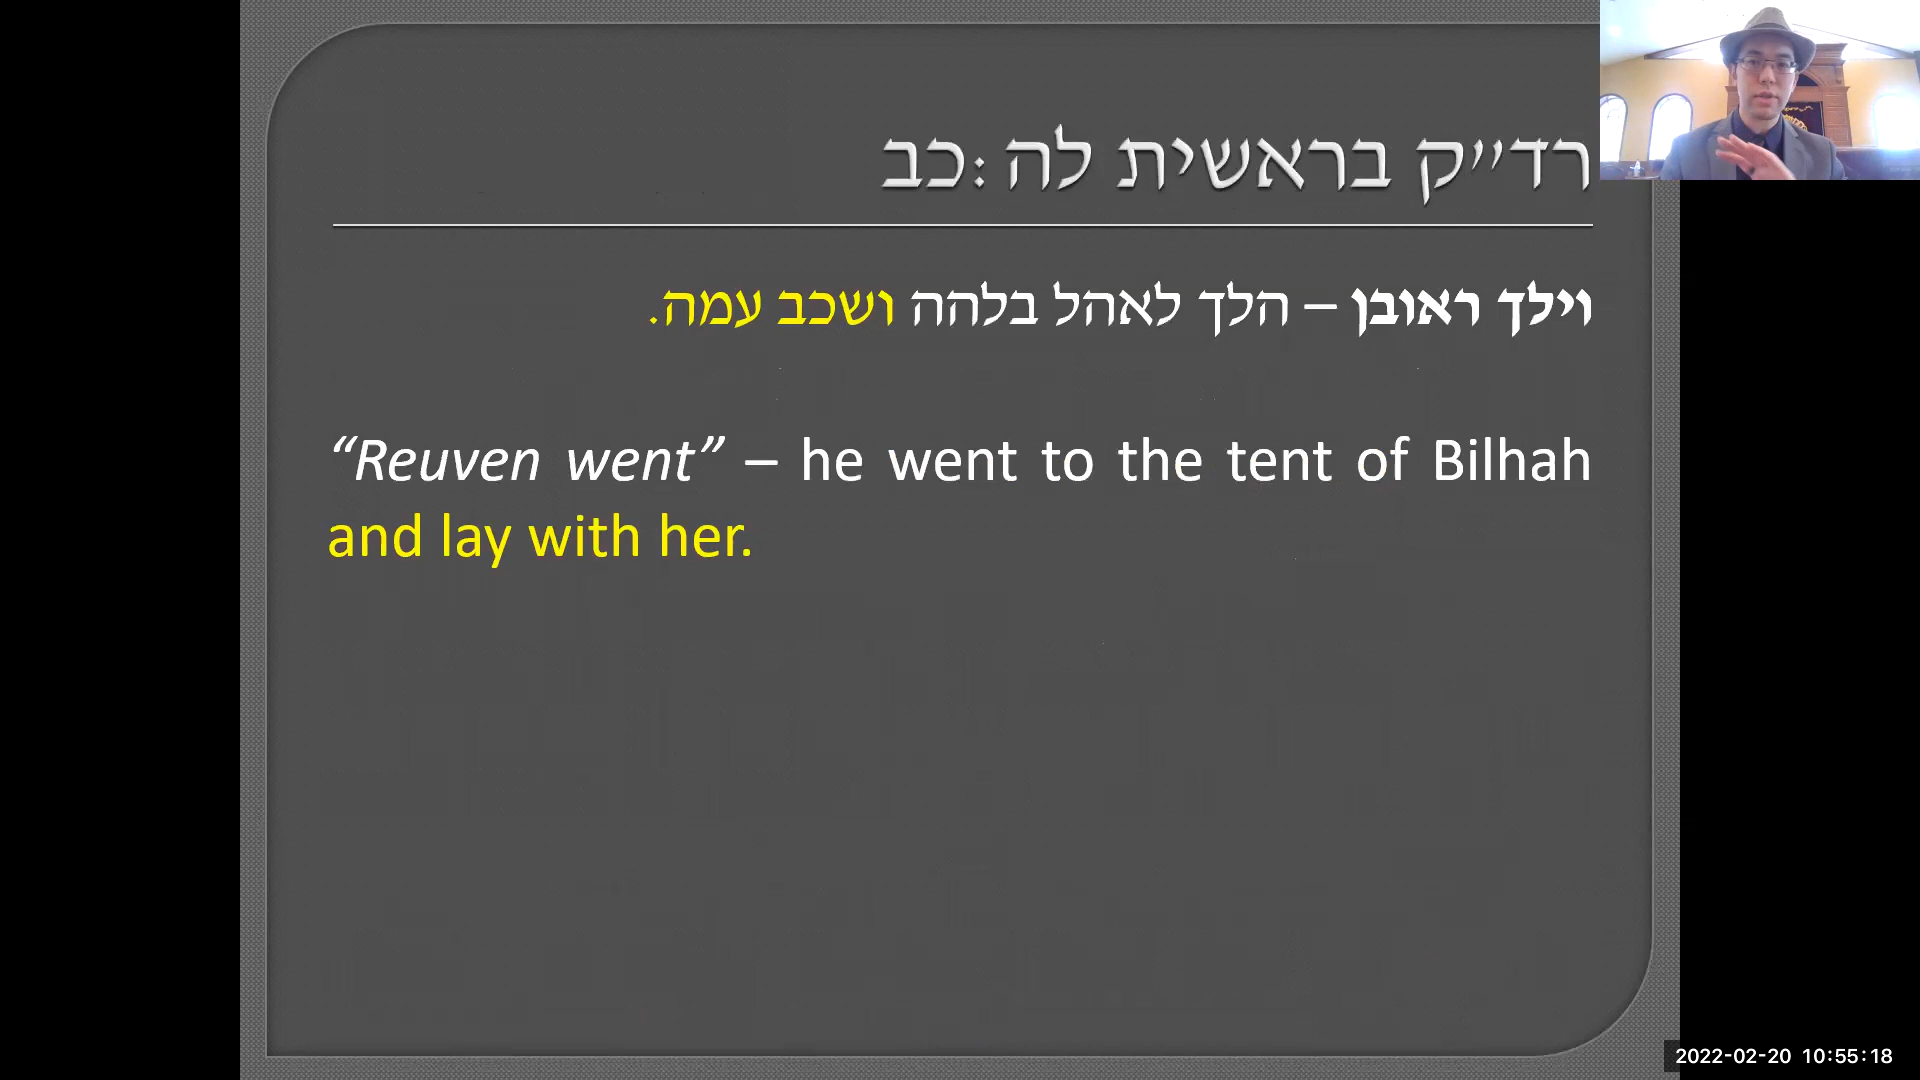 רד״ק בראשית לה:כב
וילך ראובן – הלך לאהל בלהה ושכב עמה.
“Reuven went” – he went to the tent of Bilhah
and lay with her.
2022-02-20 10:55:18